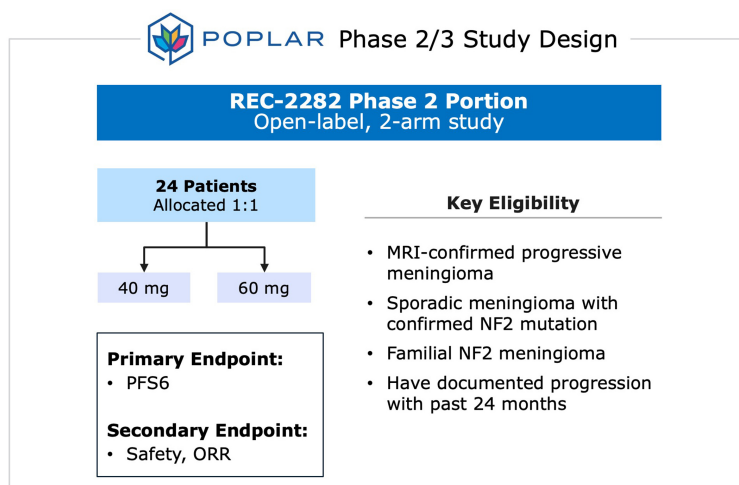 POPLAR Phase 2/3 Study Design
REC-2282 Phase 2 Portion
Open-label, 2-arm study
24 Patients
Allocated 1:1
40 mg
60 mg
Primary Endpoint:
• PFS6
Secondary Endpoint:
• Safety, ORR
Key Eligibility
• MRI-confirmed progressive
meningioma
• Sporadic meningioma with
confirmed NF2 mutation
• Familial NF2 meningioma
• Have documented progression
with past 24 months